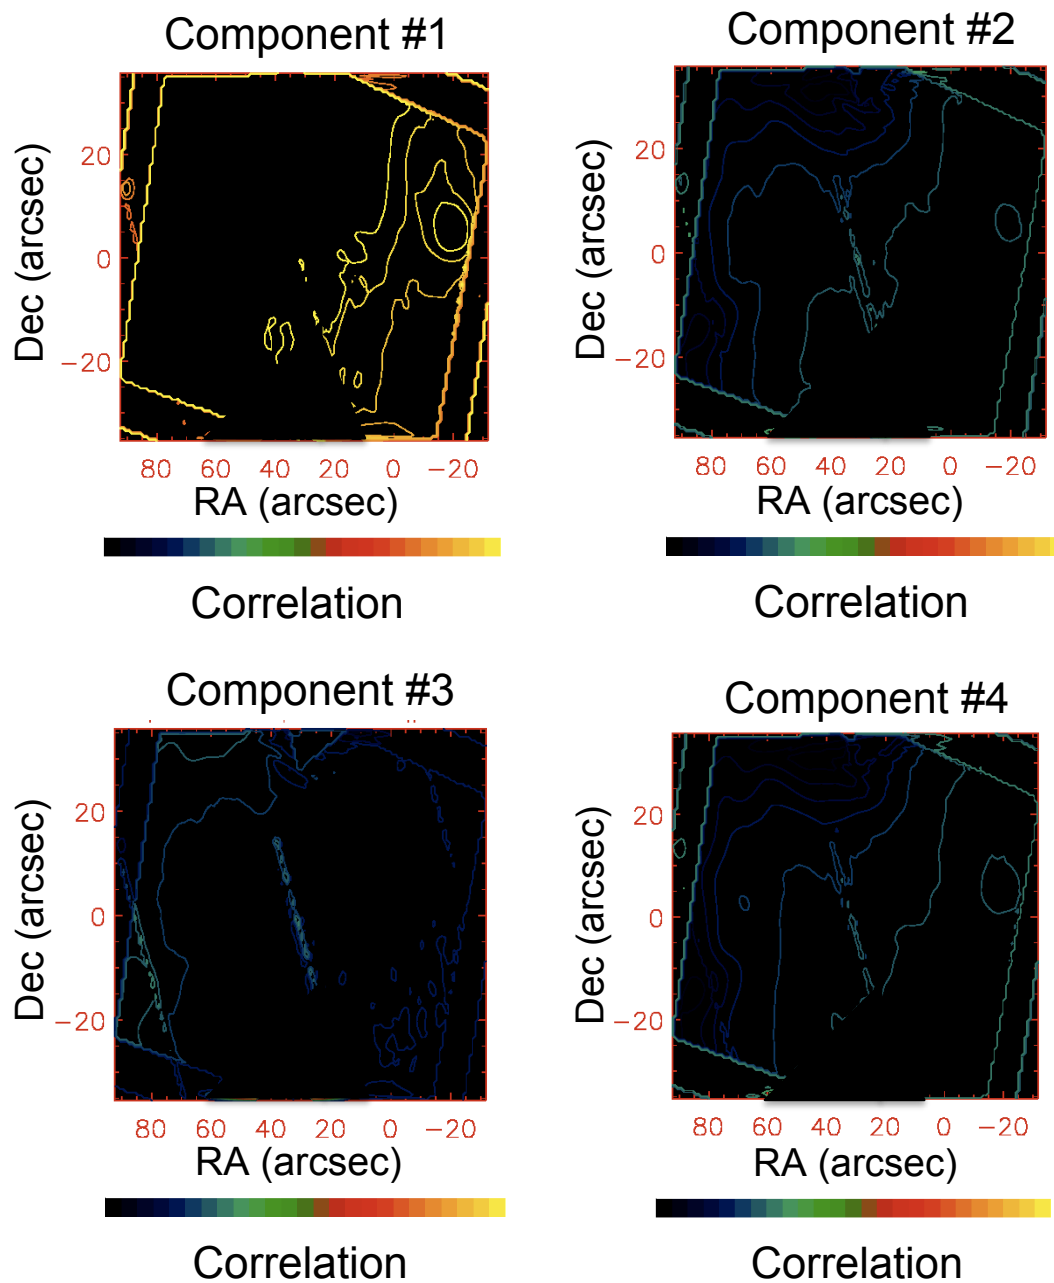 Component #1
Dec (arcsec)
20
0
−20
80 60 40 20 0 −20
RA (arcsec)
Correlation
Component #2
Dec (arcsec)
20
0
−20
80 60 40 20 0 −20
RA (arcsec)
Correlation
Component #3
Dec (arcsec)
20
0
−20
80 60 40 20 0 −20
RA (arcsec)
Correlation
Component #4
Dec (arcsec)
20
0
−20
80 60 40 20 0 −20
RA (arcsec)
Correlation